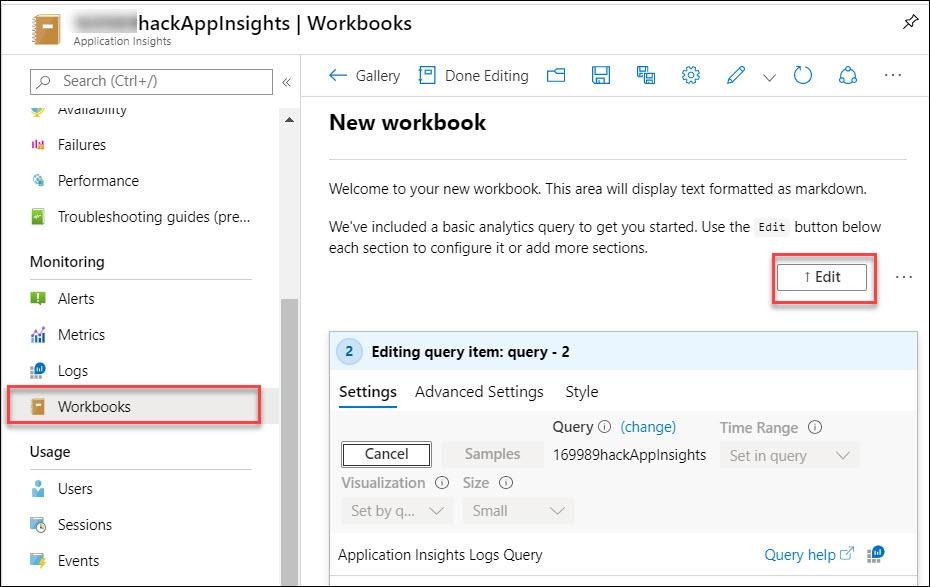 hackAppInsights | Workbooks
Application Insights
Search (Ctrl+/)
«
Availability
Failures
Performance
Troubleshooting guides (pre...
Monitoring
Alerts
Metrics
Logs
Workbooks
Usage
Users
Sessions
Events
← Gallery
Done Editing
...
New workbook
Welcome to your new workbook. This area will display text formatted as markdown.
We've included a basic analytics query to get you started. Use the Edit button below
each section to configure it or add more sections.
↑ Edit
...
2 Editing query item: query - 2
Settings Advanced Settings Style
Query (change) Time Range
Cancel Samples 169989hackAppInsights Set in query
Visualization Size
Set by q... Small
Application Insights Logs Query Query help